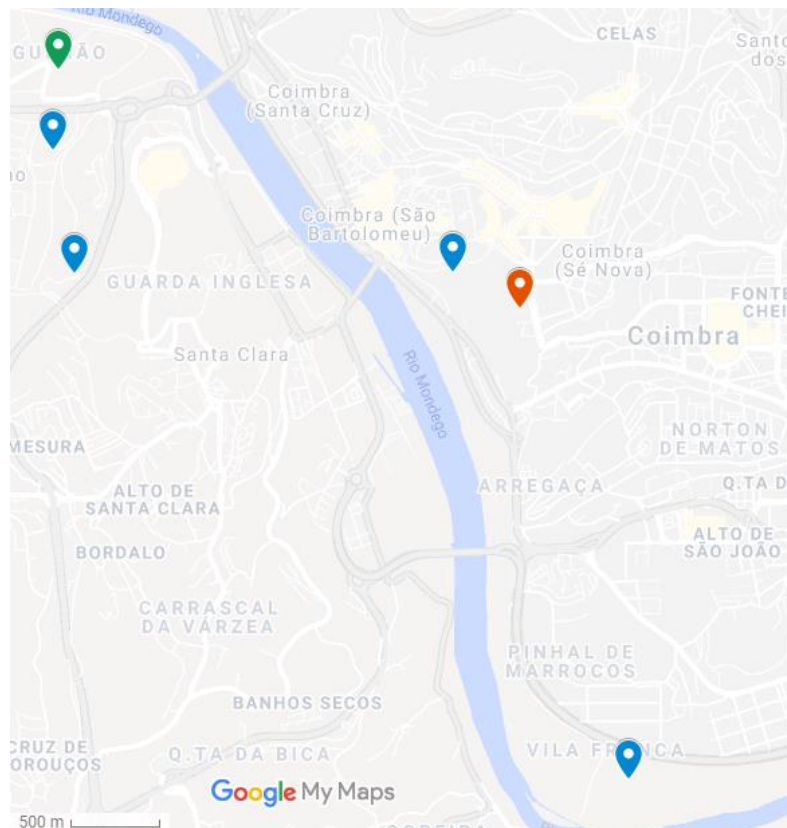 Rio Mondego
CELAS
Santo
dos
Coimbra
(Santa Cruz)
Coimbra (São
Bartolomeu)
Coimbra
(Sé Nova)
GUARDA INGLESA
FONTE
CHEI
Santa Clara
Coimbra
Rio Mondego
MESURA
NORTON
DE MATOS
ALTO DE
SANTA CLARA
ARREGAÇA
Q.TA D
ALTO DE
SÃO JOÃO
BORDALO
CARRASCAL
DA VÁRZEA
PINHAL DE
MARROCOS
BANHOS SECOS
CRUZ DE
OROUÇOS
Q.TA DA BICA
VILA FRANCA
Google My Maps
500 m